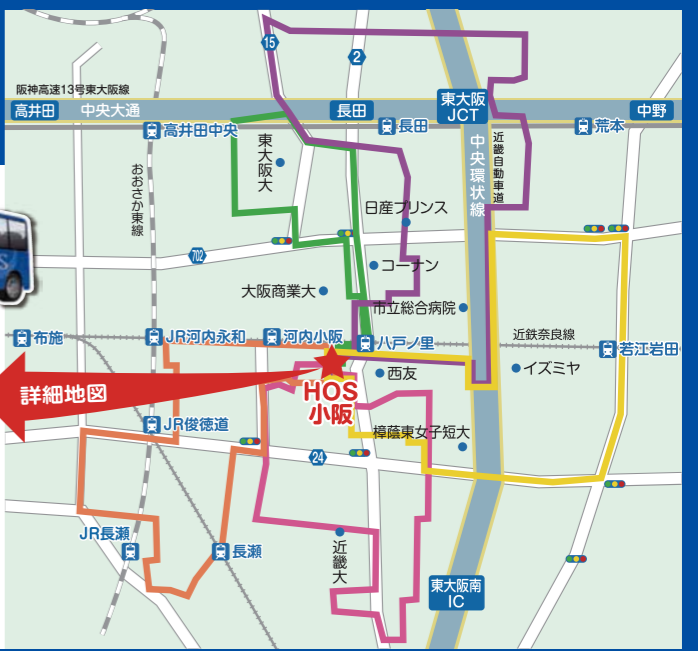 15
2
阪神高速13号東大阪線
高井田
中央大通
長田
東大阪
JCT
中野
高井田中央
長田
荒本
東大阪大
おおさか東線
中央環状線
近畿自動車道
日産プリンス
702
コーナン
大阪商業大
市立総合病院
布施
JR河内永和
河内小阪
八戸ノ里
近鉄奈良線
若江岩田
詳細地図
HOS
小阪
西友
イズミヤ
JR俊徳道
樟蔭東女子短大
24
JR長瀬
長瀬
近畿大
東大阪南
IC